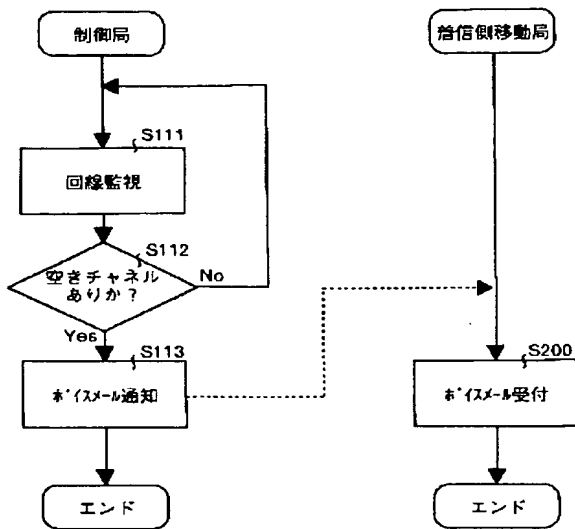 制御局
S111
回線監視
S112
空きチャネル
ありか？
No
Yes
S113
ﾎﾞｲｽﾒｰﾙ通知
エンド
着信側移動局
S200
ﾎﾞｲｽﾒｰﾙ受付
エンド